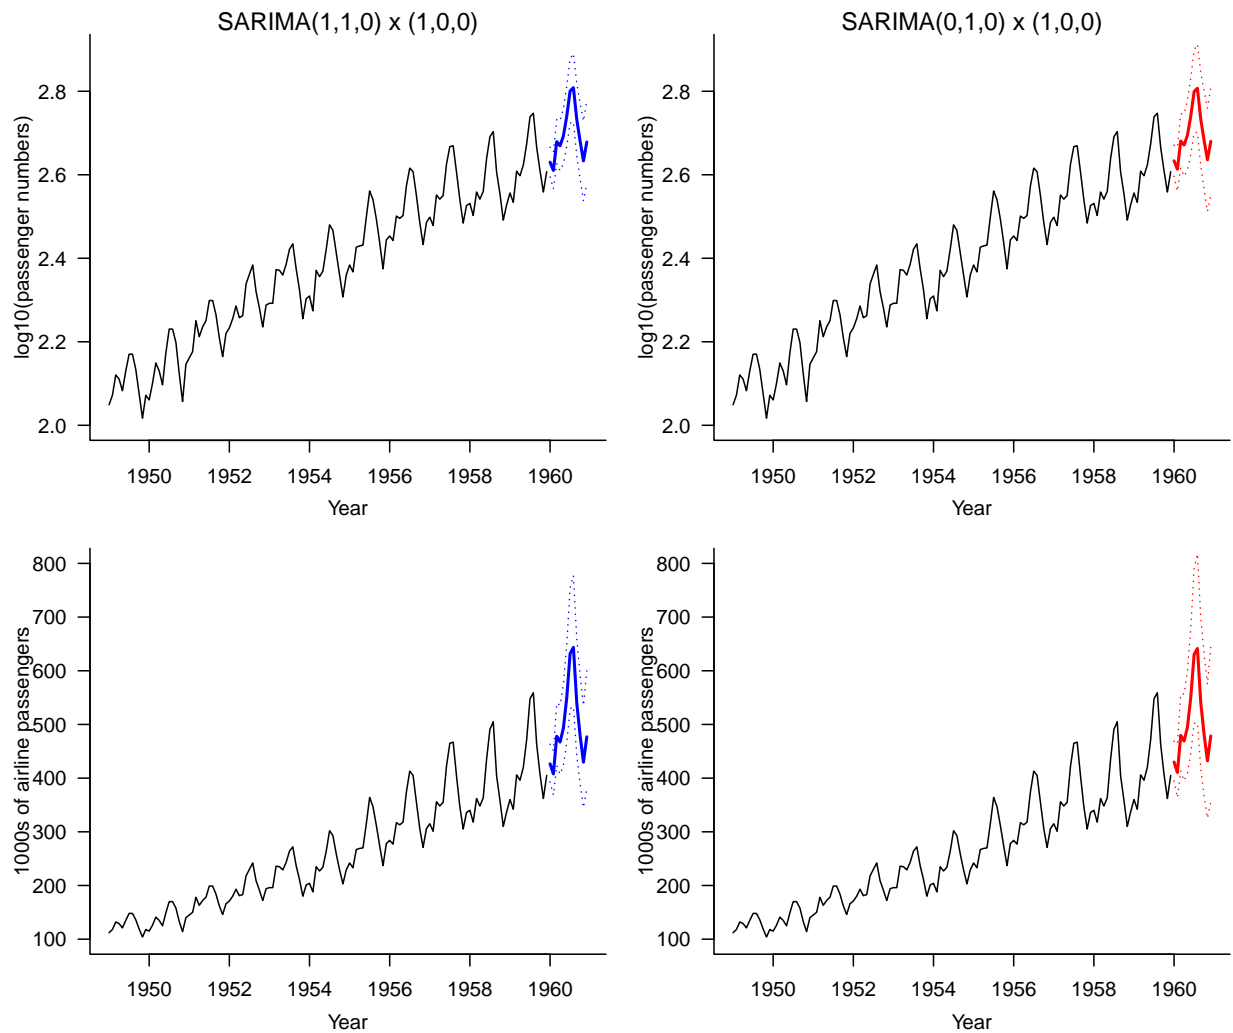 SARIMA(1,1,0) x (1,0,0)
log10(passenger numbers)
2.8
2.6
2.4
2.2
2.0
1950 1952 1954 1956 1958 1960
Year
SARIMA(0,1,0) x (1,0,0)
log10(passenger numbers)
2.8
2.6
2.4
2.2
2.0
1950 1952 1954 1956 1958 1960
Year
1000s of airline passengers
800
700
600
500
400
300
200
100
1950 1952 1954 1956 1958 1960
Year
1000s of airline passengers
800
700
600
500
400
300
200
100
1950 1952 1954 1956 1958 1960
Year